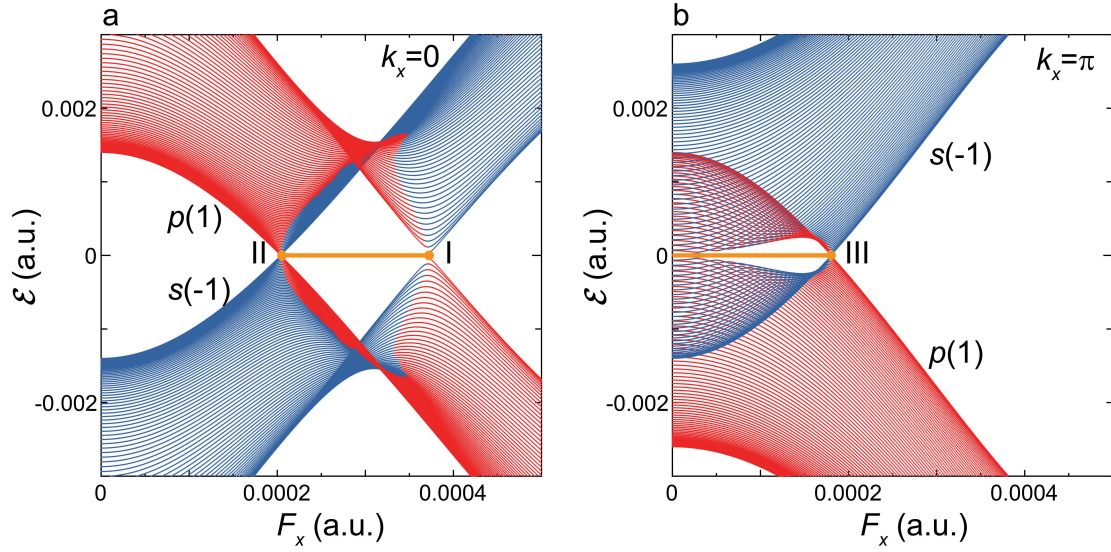 a
k_x=0
0.002
p(1)
II
I
0
s(-1)
-0.002
ℰ (a.u.)
0
0.0002
0.0004
F_x (a.u.)
b
k_x=π
0.002
s(-1)
0
III
p(1)
-0.002
ℰ (a.u.)
0
0.0002
0.0004
F_x (a.u.)